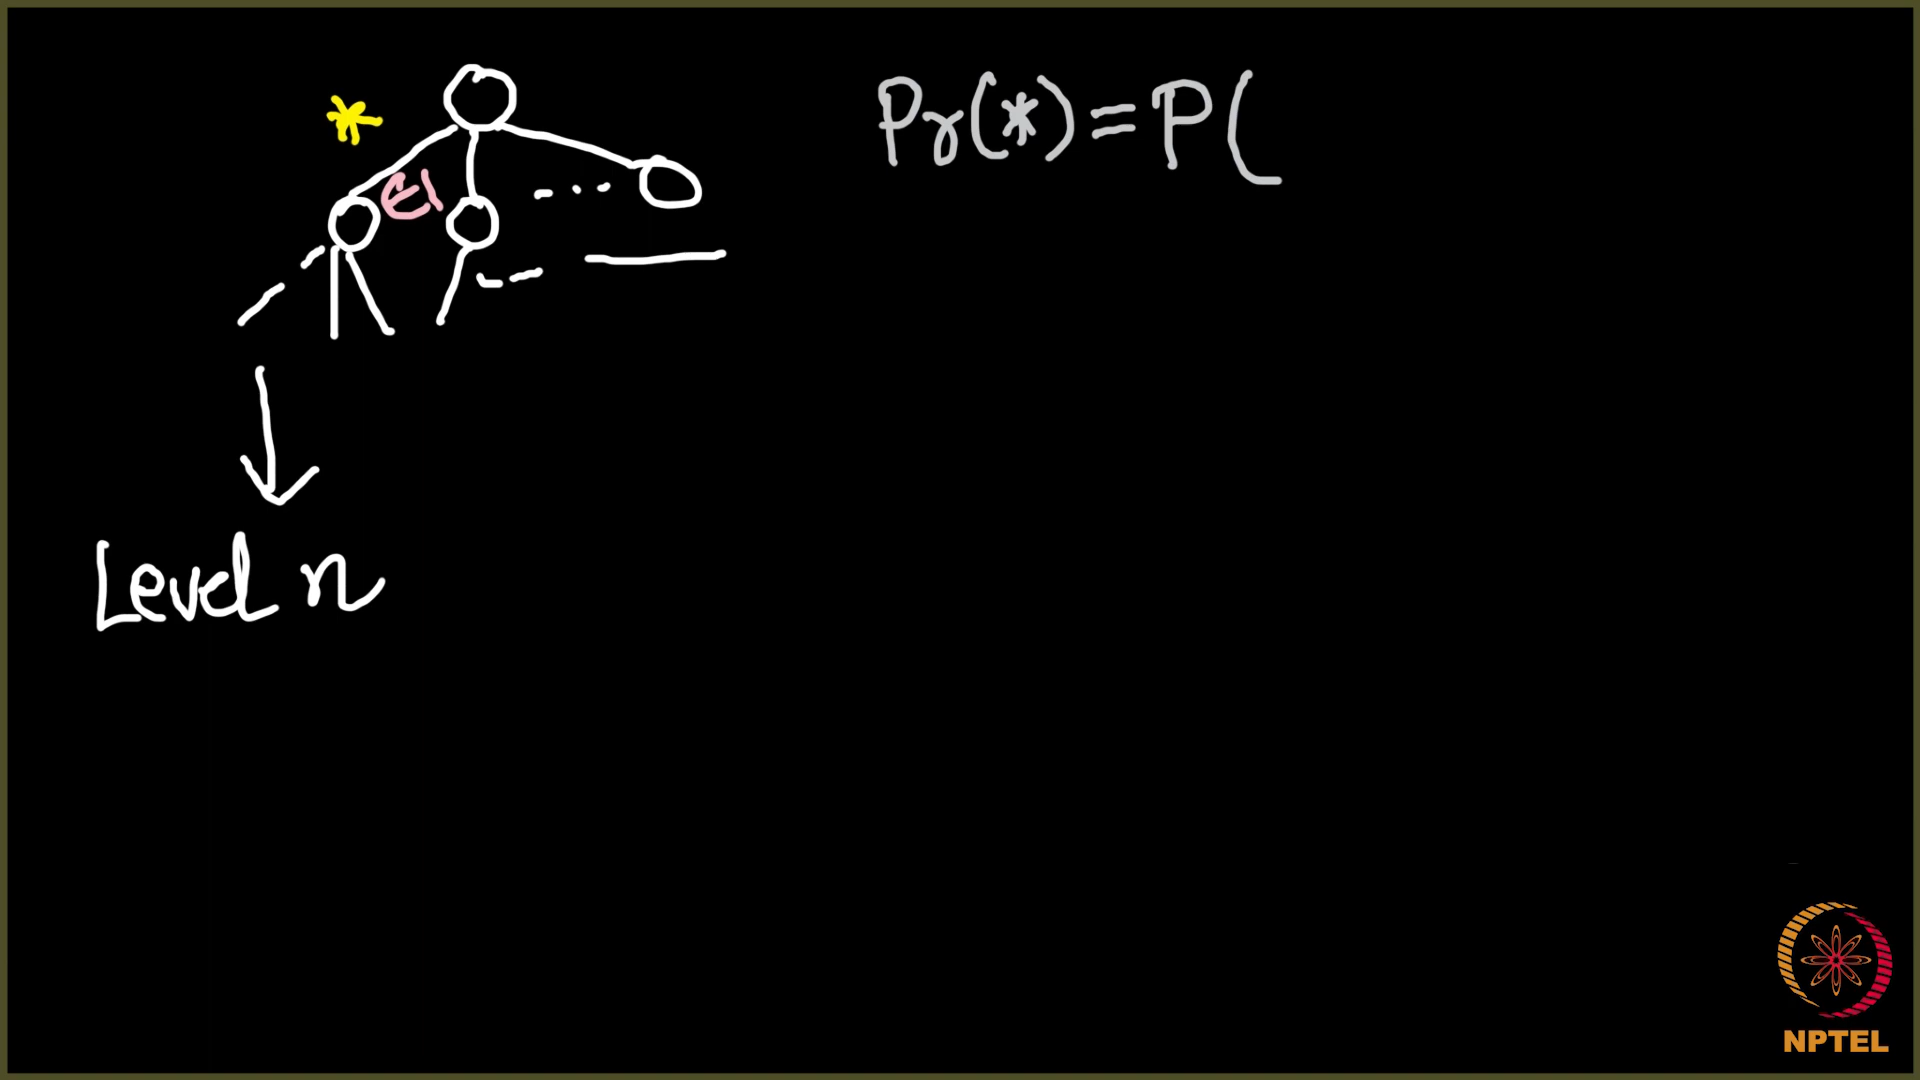 *
Pr(*) = P(
E1
Level n
NPTEL